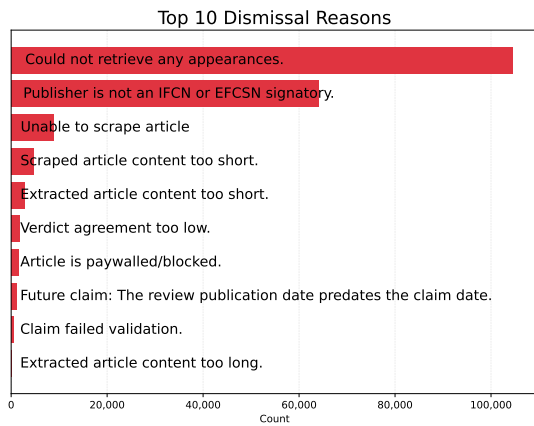 Top 10 Dismissal Reasons
Could not retrieve any appearances.
Publisher is not an IFCN or EFCSN signatory.
Unable to scrape article
Scraped article content too short.
Extracted article content too short.
Verdict agreement too low.
Article is paywalled/blocked.
Future claim: The review publication date predates the claim date.
Claim failed validation.
Extracted article content too long.
0 20,000 40,000 60,000 80,000 100,000
Count